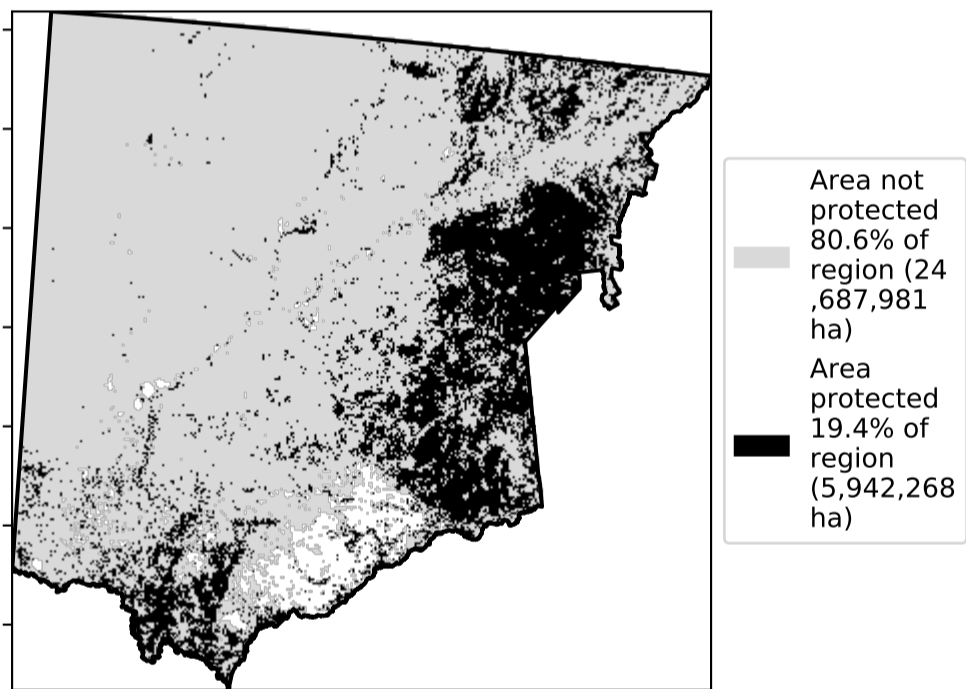 Area not
protected
80.6% of
region (24
,687,981
ha)
Area
protected
19.4% of
region
(5,942,268
ha)